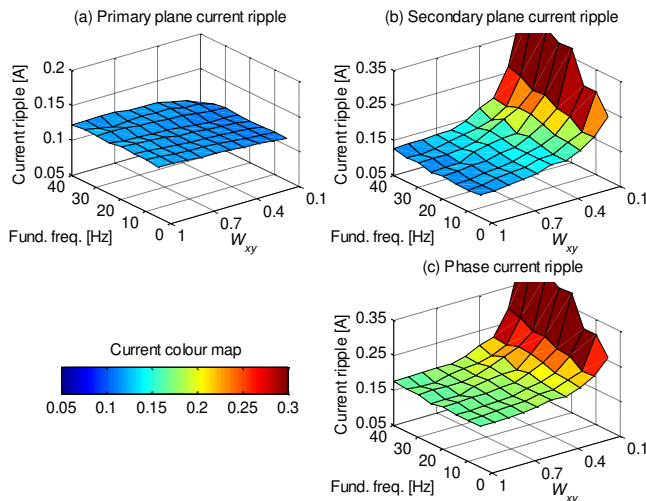 (a) Primary plane current ripple
Current ripple [A]
0.2
0.15
0.1
0.05
40
30
20
10
0
Fund. freq. [Hz]
1
0.7
0.4
0.1
Wxy
(b) Secondary plane current ripple
Current ripple [A]
0.35
0.25
0.15
0.05
40
30
20
10
0
Fund. freq. [Hz]
1
0.7
0.4
0.1
Wxy
(c) Phase current ripple
Current ripple [A]
0.35
0.25
0.15
0.05
40
30
20
10
0
Fund. freq. [Hz]
1
0.7
0.4
0.1
Wxy
Current colour map
0.05 0.1 0.15 0.2 0.25 0.3